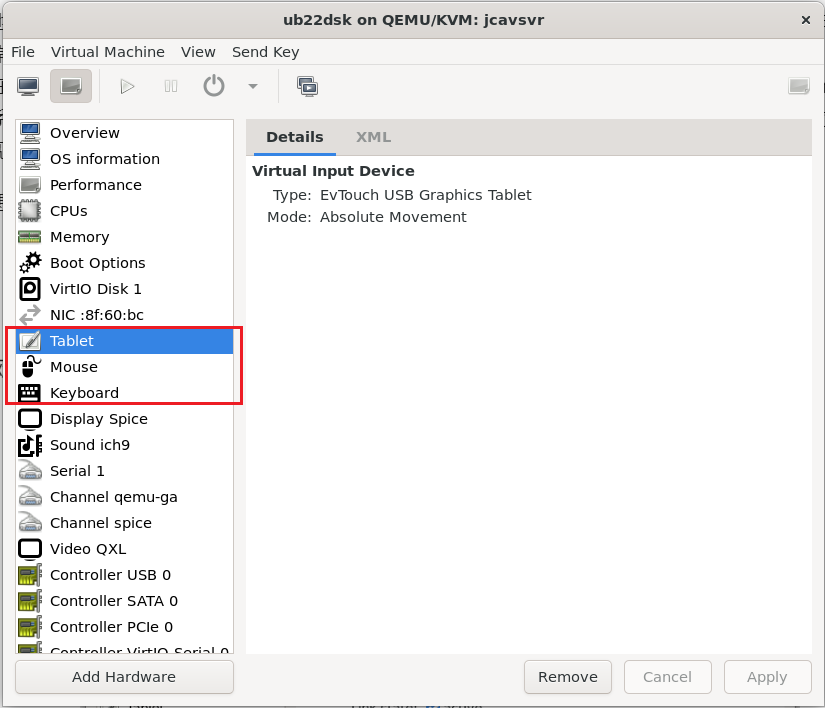 ub22dsk on QEMU/KVM: jcavsvr
File Virtual Machine View Send Key
Overview
OS information
Performance
CPUs
Memory
Boot Options
VirtIO Disk 1
NIC :8f:60:bc
Tablet
Mouse
Keyboard
Display Spice
Sound ich9
Serial 1
Channel qemu-ga
Channel spice
Video QXL
Controller USB 0
Controller SATA 0
Controller PCIe 0
Controller VirtIO Serial 0
Add Hardware
Details XML
Virtual Input Device
Type: EvTouch USB Graphics Tablet
Mode: Absolute Movement
Remove Cancel Apply